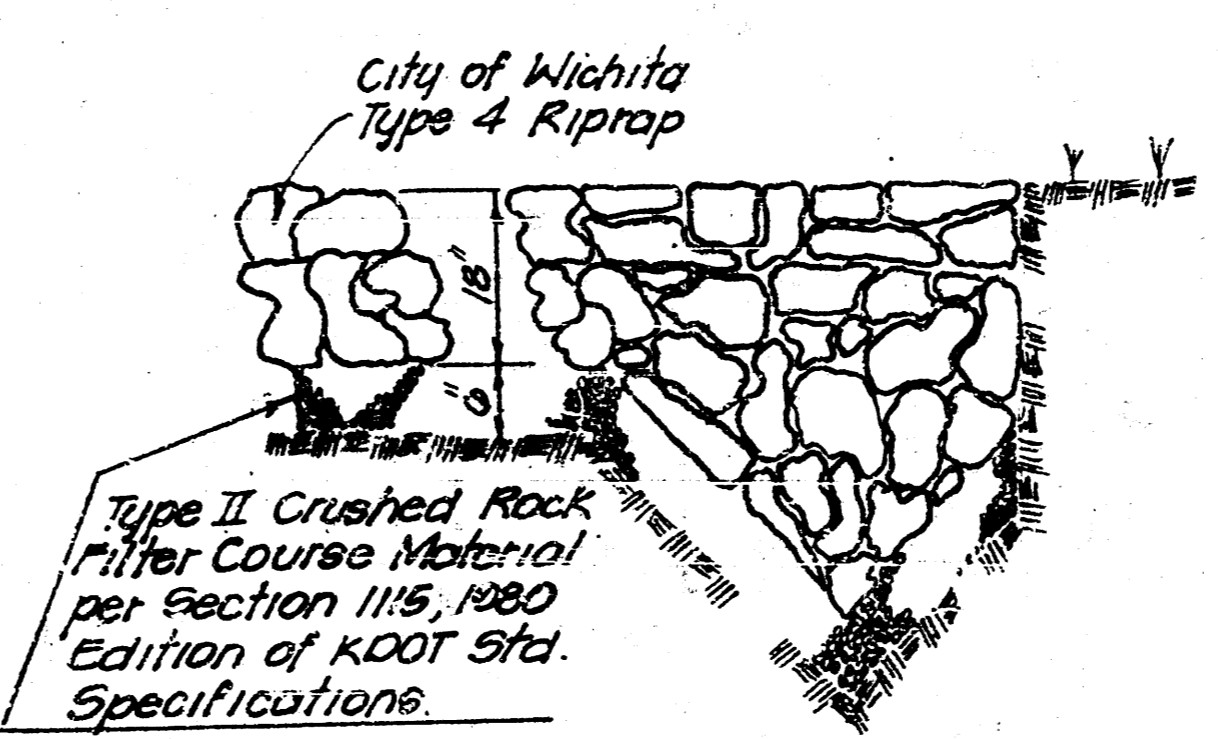 City of Wichita
Type 4 Riprap
18"
6"
Type II Crushed Rock
Filter Course Material
per Section 1115, 1980
Edition of KDOT Std.
Specifications.